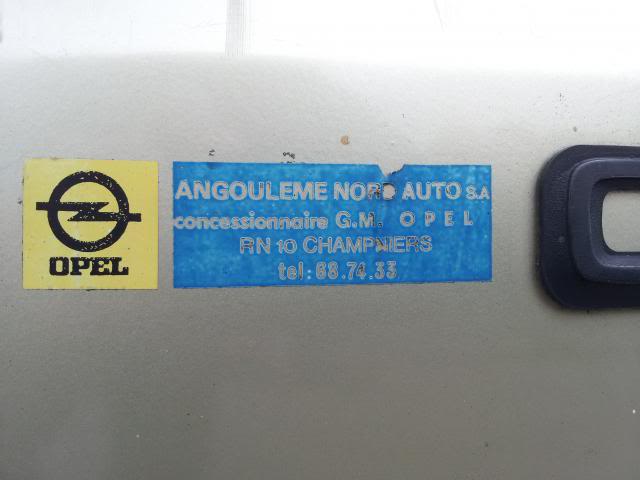 OPEL
ANGOULEME NORD AUTO S.A
concessionnaire G.M. OPEL
RN 10 CHAMPNIERS
tel: 68.74.33